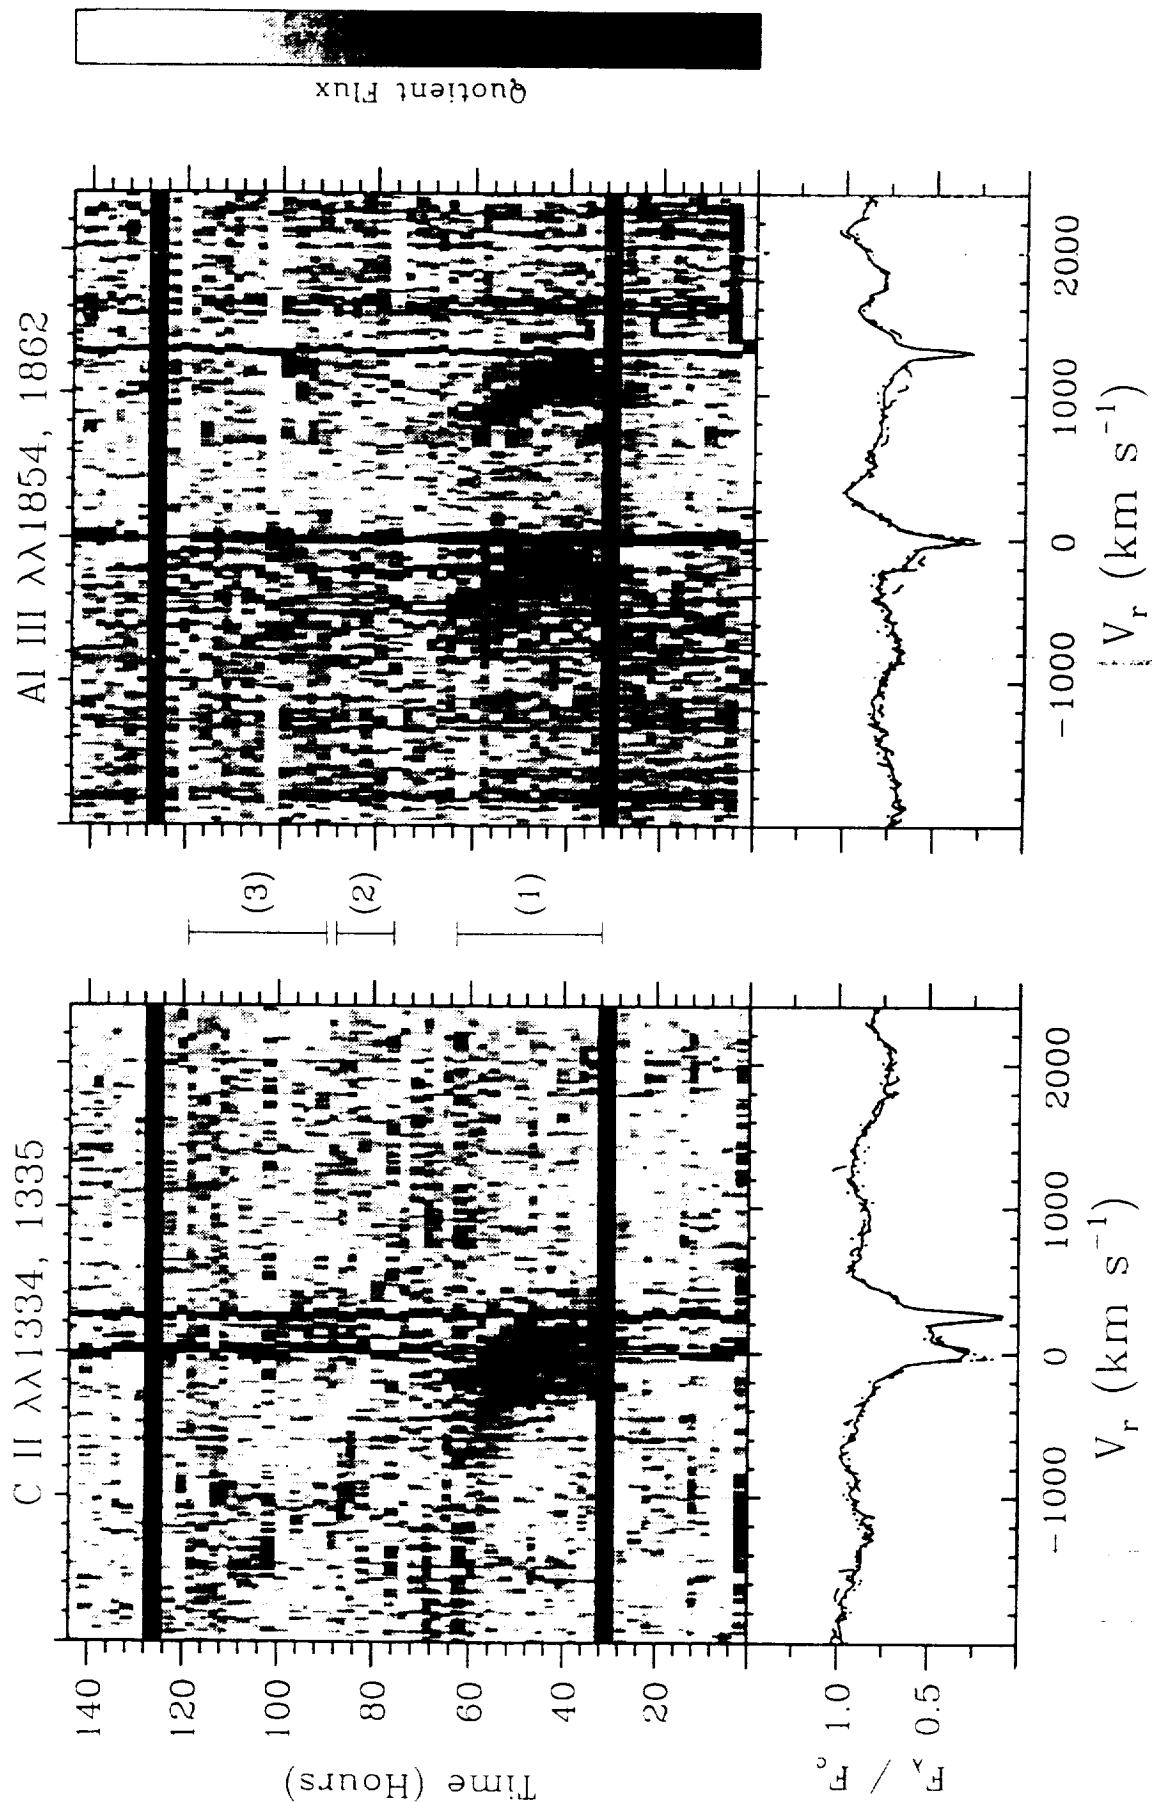 C II λλ1334, 1335
Al III λλ1854, 1862
Quotient Flux
Time (Hours)
140
120
100
80
60
40
20
(3)
(2)
(1)
F_λ / F_c
1.0
0.5
-1000
0
1000
2000
V_r (km s⁻¹)
-1000
0
1000
2000
V_r (km s⁻¹)